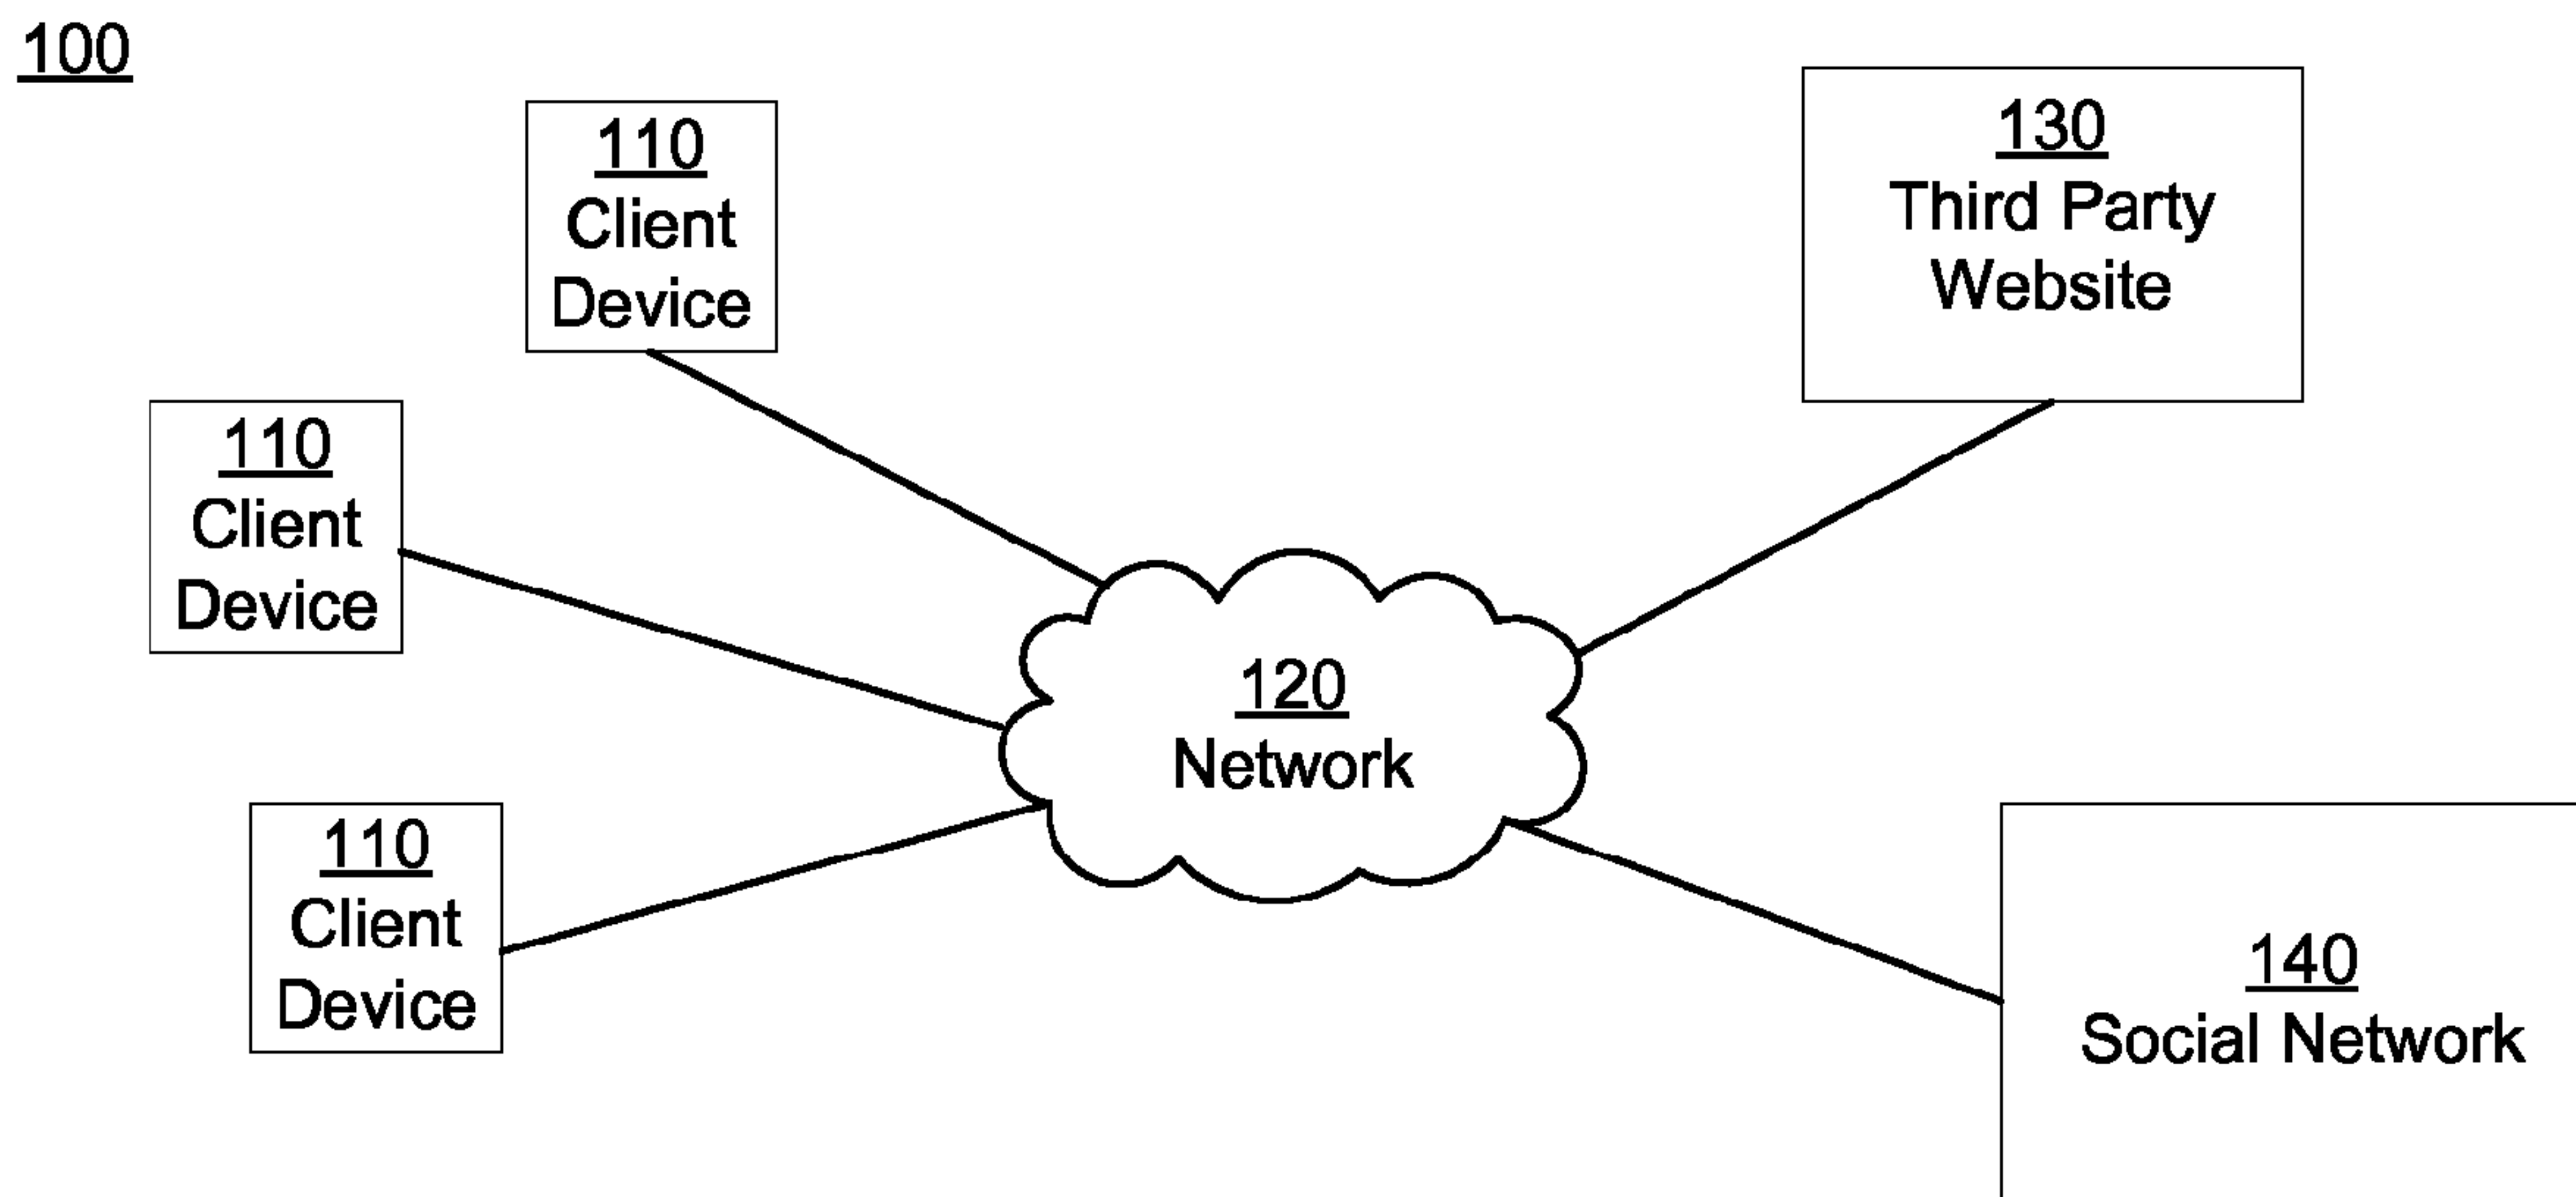 100
110
Client
Device
130
Third Party
Website
110
Client
Device
120
Network
110
Client
Device
140
Social Network